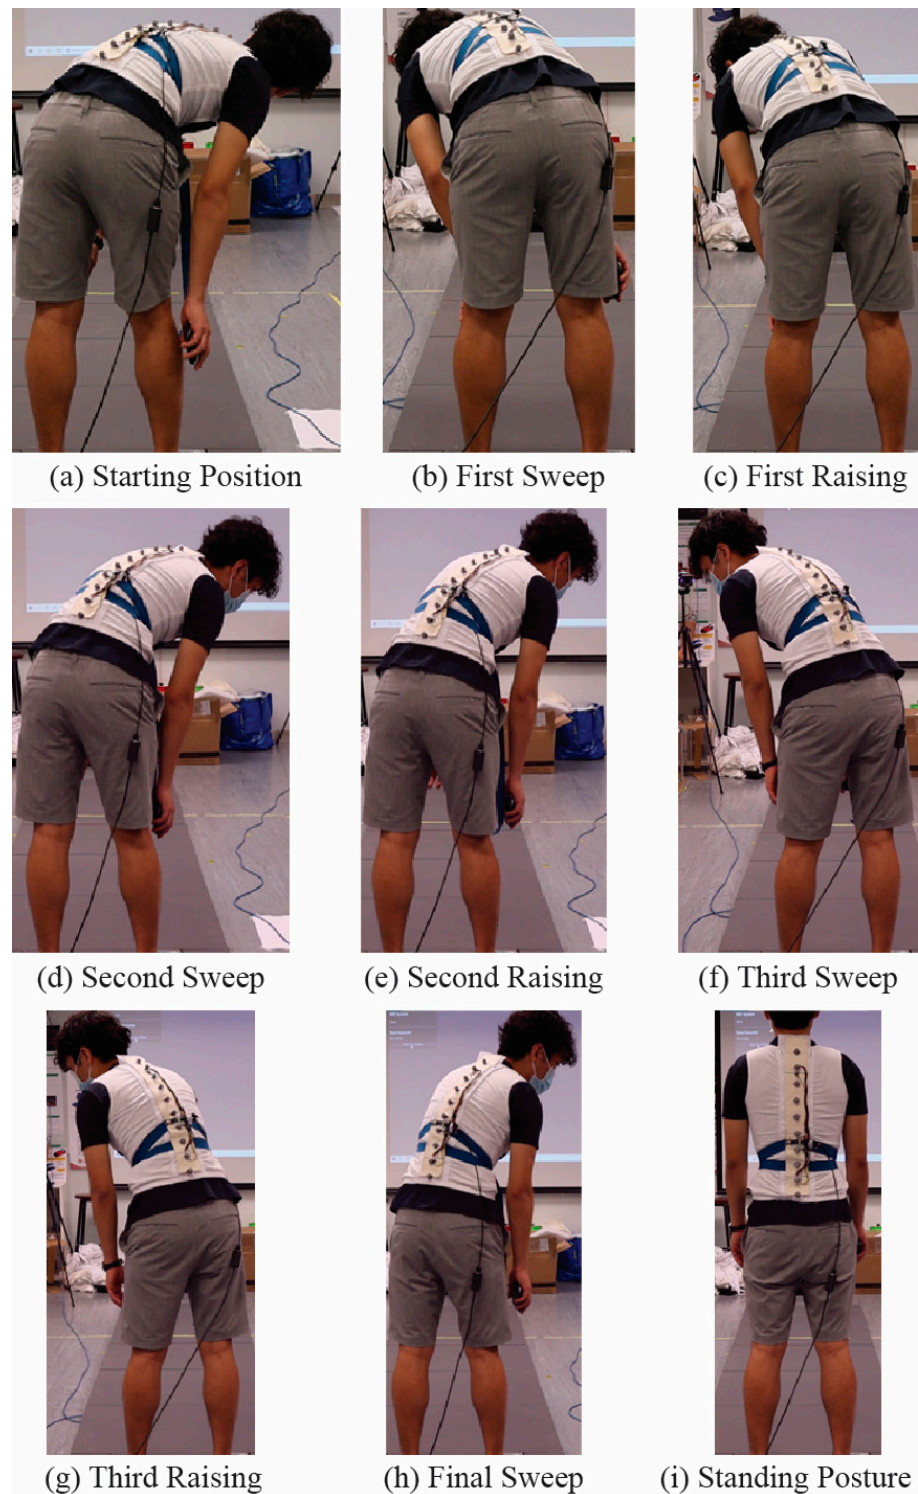 (a) Starting Position
(b) First Sweep
(c) First Raising
(d) Second Sweep
(e) Second Raising
(f) Third Sweep
(g) Third Raising
(h) Final Sweep
(i) Standing Posture